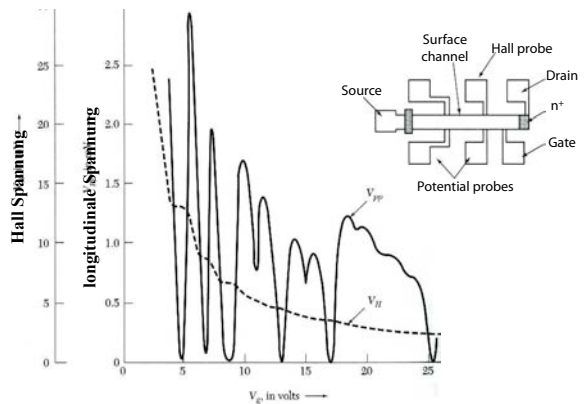 Hall Spannung
longitudinale Spannung
25
20
15
10
5
0
2.5
2.0
1.5
1.0
0.5
0
0
5
10
15
20
25
V_g, in volts
V_pp
V_H
Surface
channel
Hall probe
Drain
Source
n⁺
Gate
Potential probes